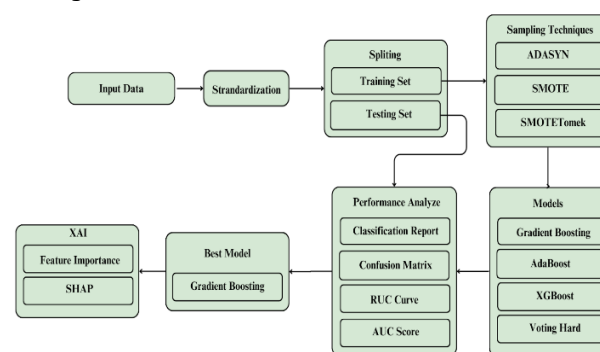 Input Data
Strandardization
Spliting
Training Set
Testing Set
Sampling Techniques
ADASYN
SMOTE
SMOTETomek
Models
Gradient Boosting
AdaBoost
XGBoost
Voting Hard
Performance Analyze
Classification Report
Confusion Matrix
RUC Curve
AUC Score
Best Model
Gradient Boosting
XAI
Feature Importance
SHAP